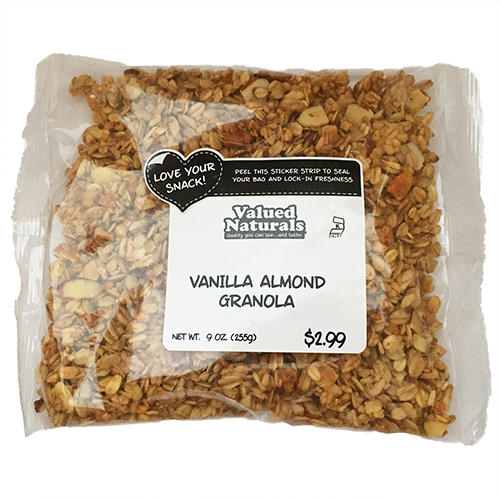 LOVE YOUR
SNACK!
PEEL THIS STICKER STRIP TO SEAL
YOUR BAG AND LOCK-IN FRESHNESS
Valued
Naturals
Quality you can see...and taste!
K
DAIRY
VANILLA ALMOND
GRANOLA
NET WT. 9 OZ. (255g)
$2.99